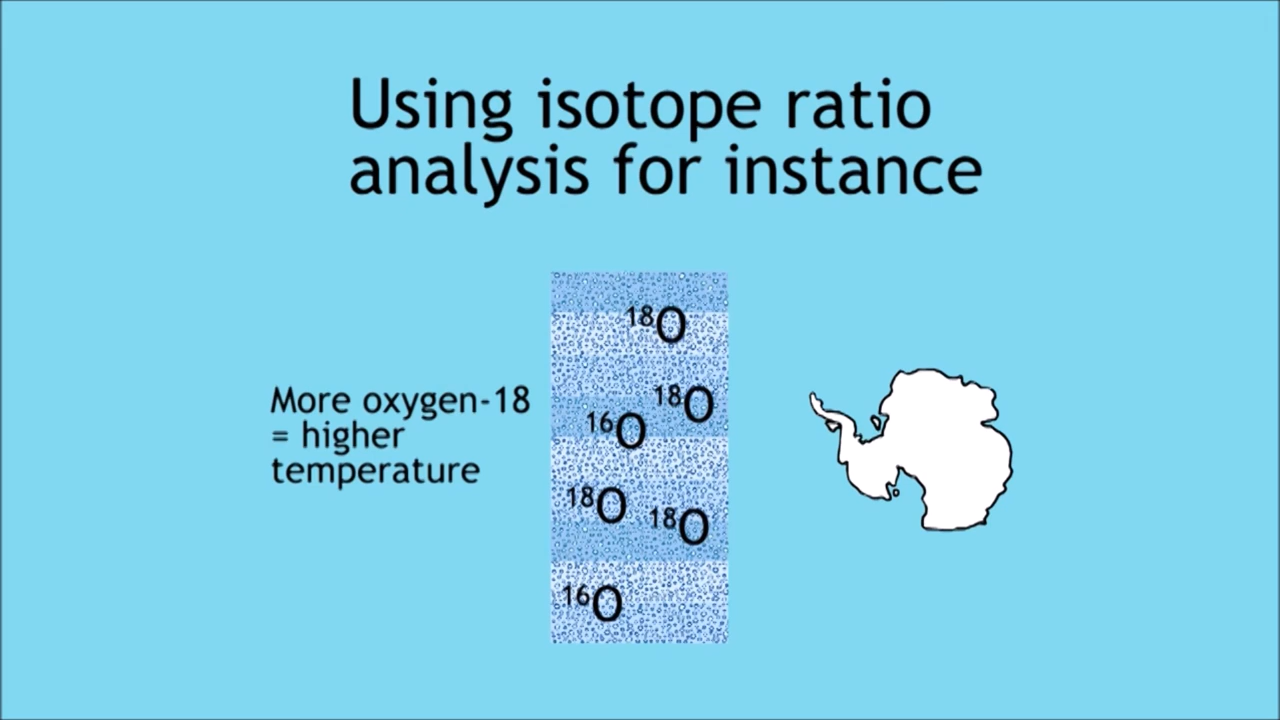 Using isotope ratio
analysis for instance
¹⁸O
More oxygen-18
= higher
temperature
¹⁸O
¹⁶O
¹⁸O
¹⁸O
¹⁶O